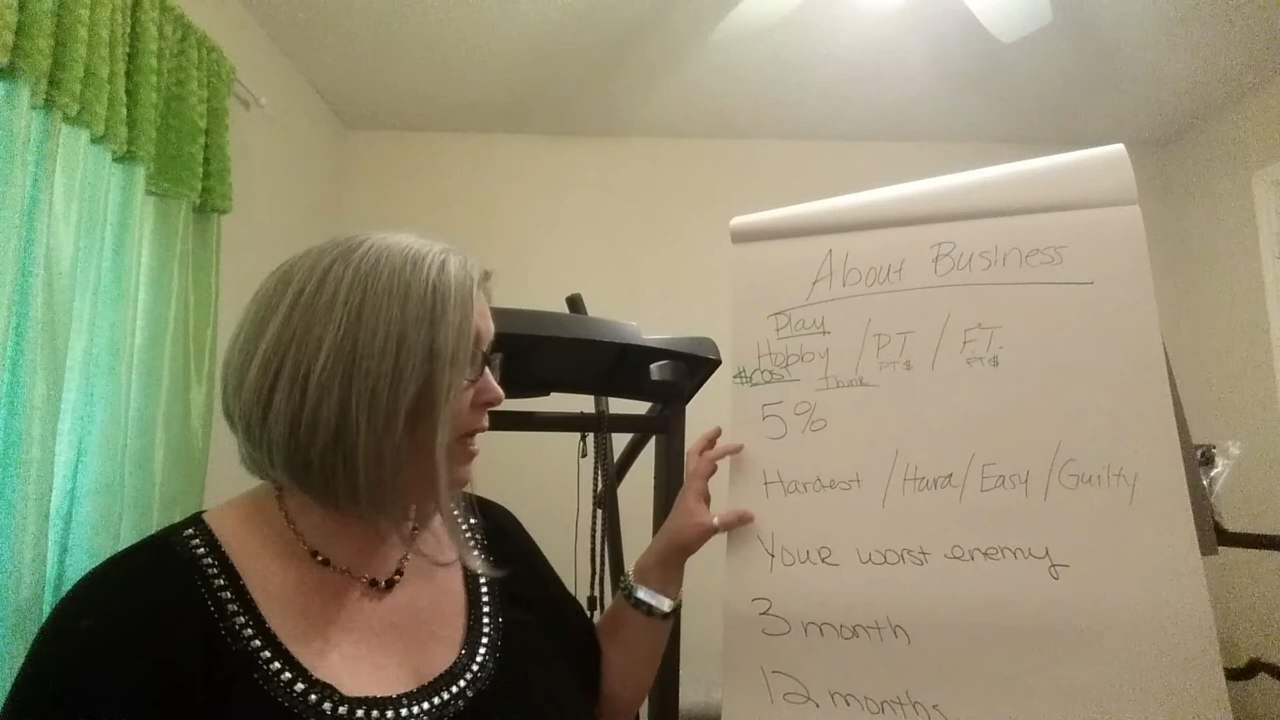 About Business
Play
Hobby / P.T / F.T.
$cost Think PT$ PT$
5%
Hardest / Hard / Easy / Guilty
Your worst enemy
3 month
12 months